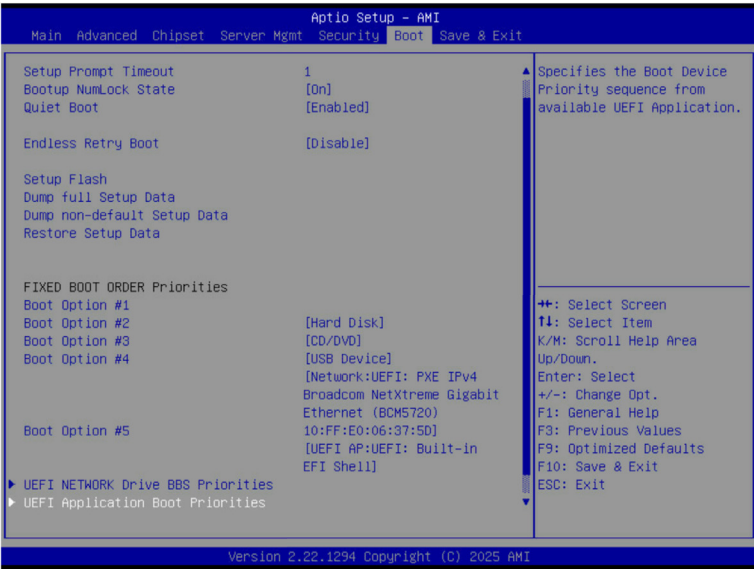 Aptio Setup – AMI
Main Advanced Chipset Server Mgmt Security Boot Save & Exit
Setup Prompt Timeout 1
Bootup NumLock State [On]
Quiet Boot [Enabled]
Endless Retry Boot [Disable]
Setup Flash
Dump full Setup Data
Dump non-default Setup Data
Restore Setup Data
FIXED BOOT ORDER Priorities
Boot Option #1
Boot Option #2 [Hard Disk]
Boot Option #3 [CD/DVD]
Boot Option #4 [USB Device]
[Network:UEFI: PXE IPv4
Broadcom NetXtreme Gigabit
Ethernet (BCM5720)
Boot Option #5 10:FF:E0:06:37:5D]
[UEFI AP:UEFI: Built-in
EFI Shell]
UEFI NETWORK Drive BBS Priorities
UEFI Application Boot Priorities
Specifies the Boot Device
Priority sequence from
available UEFI Application.
→←: Select Screen
↑↓: Select Item
K/M: Scroll Help Area
Up/Down.
Enter: Select
+/-: Change Opt.
F1: General Help
F3: Previous Values
F9: Optimized Defaults
F10: Save & Exit
ESC: Exit
Version 2.22.1294 Copyright (C) 2025 AMI